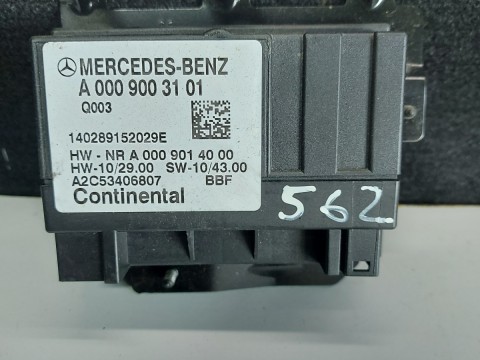 MERCEDES-BENZ
A 000 900 31 01
Q003
140289152029E
HW - NR A 000 901 40 00
HW-10/29.00 SW-10/43.00
A2C53406807 BBF
Continental
562